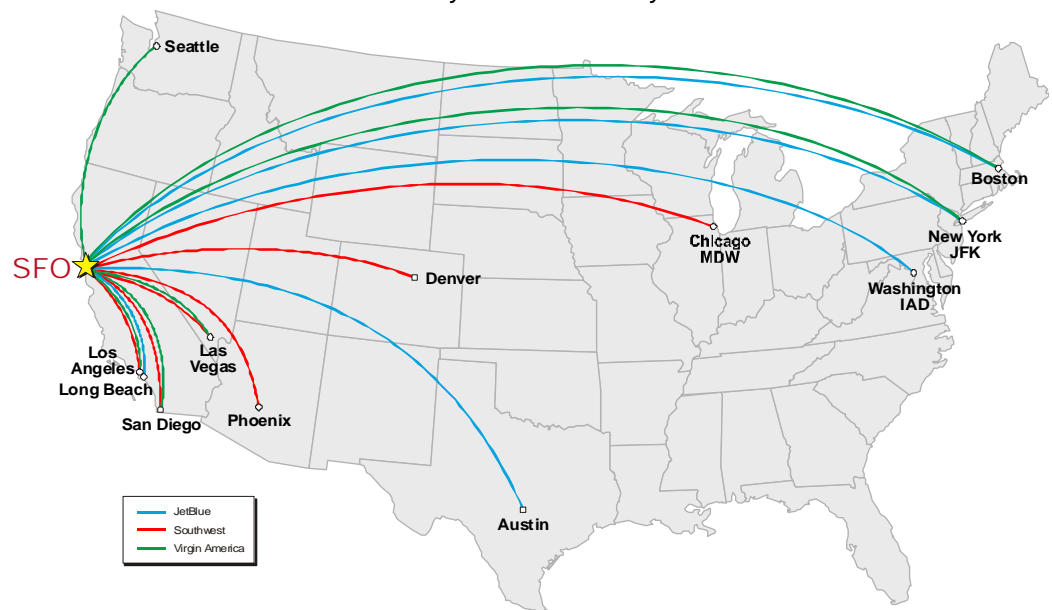 Seattle
Boston
New York
JFK
Chicago
MDW
SFO
Denver
Washington
IAD
Los
Angeles
Las
Vegas
Long Beach
San Diego
Phoenix
Austin
JetBlue
Southwest
Virgin America